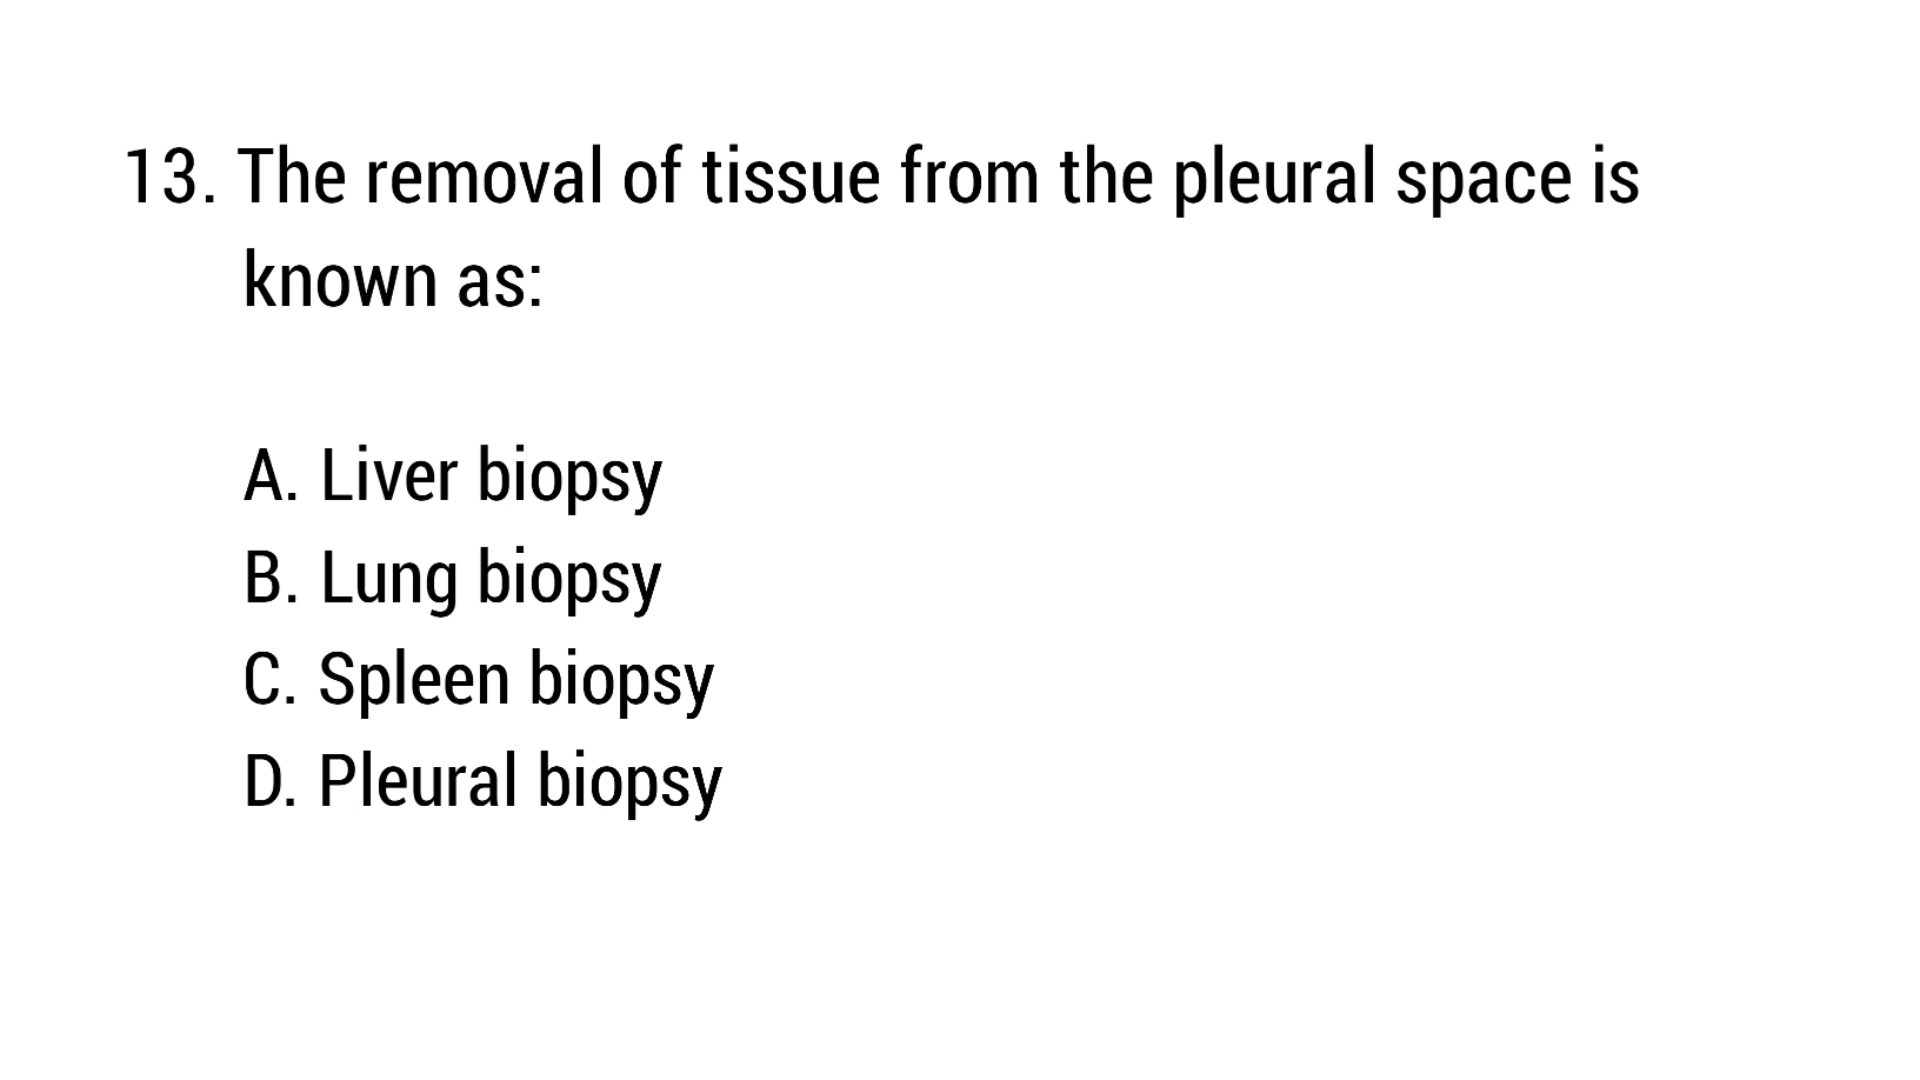 13. The removal of tissue from the pleural space is
known as:
A. Liver biopsy
B. Lung biopsy
C. Spleen biopsy
D. Pleural biopsy